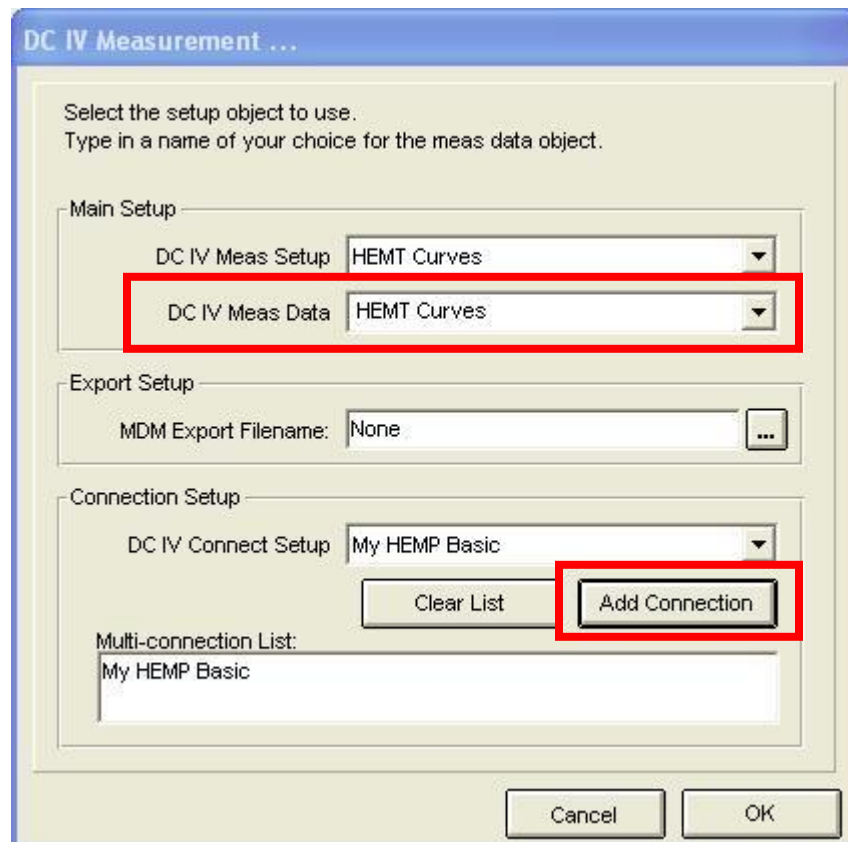 DC IV Measurement ...
Select the setup object to use.
Type in a name of your choice for the meas data object.
Main Setup
DC IV Meas Setup HEMT Curves
DC IV Meas Data HEMT Curves
Export Setup
MDM Export Filename: None ...
Connection Setup
DC IV Connect Setup My HEMP Basic
Clear List Add Connection
Multi-connection List:
My HEMP Basic
Cancel OK